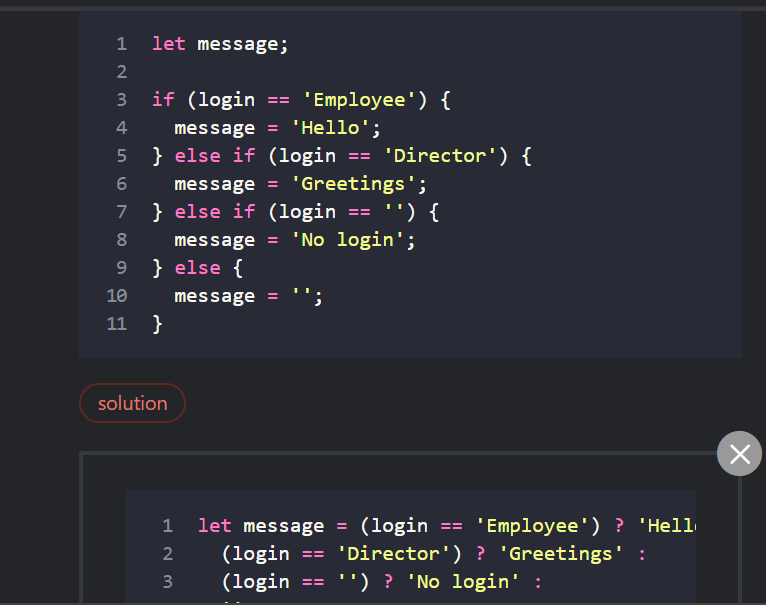 1 let message;
2
3 if (login == 'Employee') {
4 message = 'Hello';
5 } else if (login == 'Director') {
6 message = 'Greetings';
7 } else if (login == '') {
8 message = 'No login';
9 } else {
10 message = '';
11 }
solution
1 let message = (login == 'Employee') ? 'Hell
2 (login == 'Director') ? 'Greetings' :
3 (login == '') ? 'No login' :